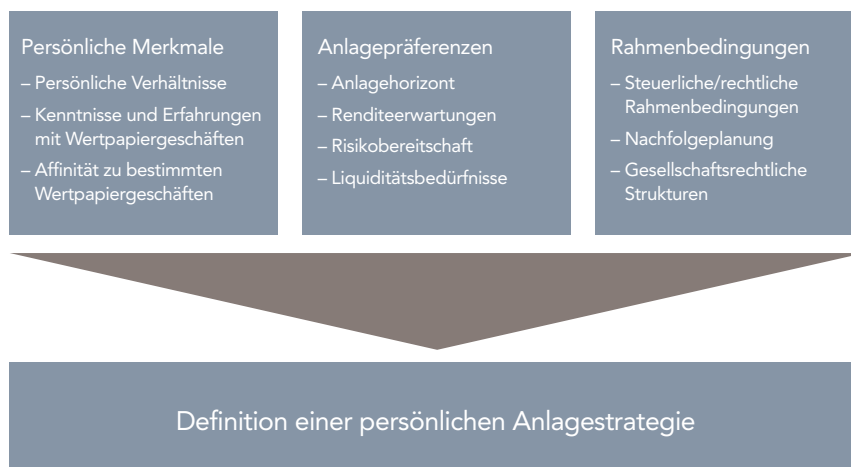 Persönliche Merkmale
– Persönliche Verhältnisse
– Kenntnisse und Erfahrungen
mit Wertpapiergeschäften
– Affinität zu bestimmten
Wertpapiergeschäften
Anlagepräferenzen
– Anlagehorizont
– Renditeerwartungen
– Risikobereitschaft
– Liquiditätsbedürfnisse
Rahmenbedingungen
– Steuerliche/rechtliche
Rahmenbedingungen
– Nachfolgeplanung
– Gesellschaftsrechtliche
Strukturen
Definition einer persönlichen Anlagestrategie